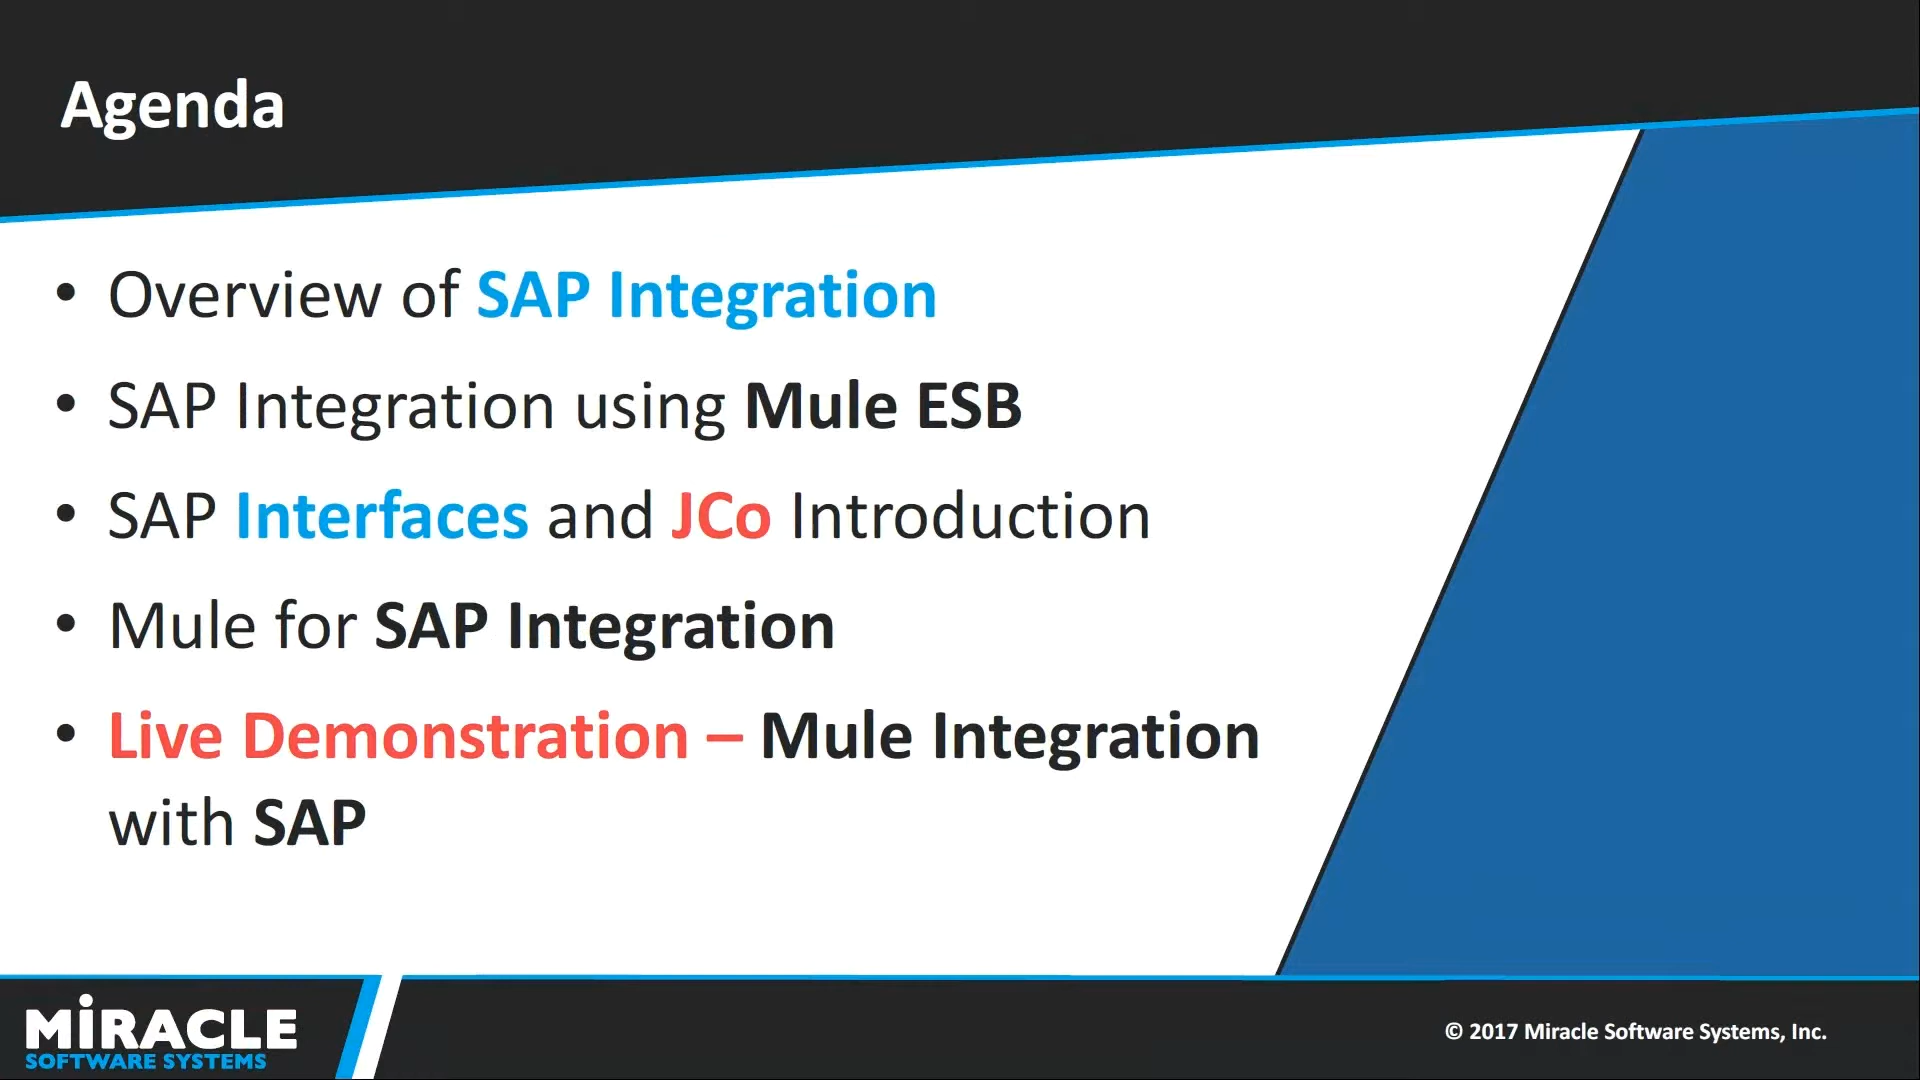 Agenda
• Overview of SAP Integration
• SAP Integration using Mule ESB
• SAP Interfaces and JCo Introduction
• Mule for SAP Integration
• Live Demonstration – Mule Integration
with SAP
MiRACLE
SOFTWARE SYSTEMS
© 2017 Miracle Software Systems, Inc.